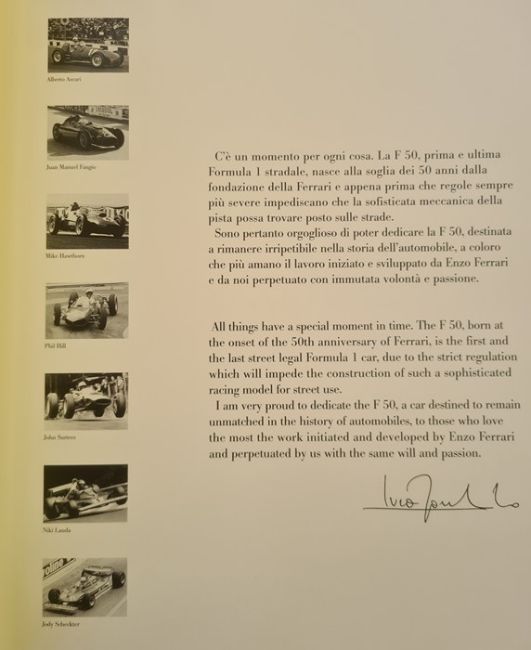 Alberto Ascari
Juan Manuel Fangio
Mike Hawthorn
Phil Hill
John Surtees
Niki Lauda
Jody Scheckter
C'è un momento per ogni cosa. La F 50, prima e ultima
Formula 1 stradale, nasce alla soglia dei 50 anni dalla
fondazione della Ferrari e appena prima che regole sempre
più severe impediscano che la sofisticata meccanica della
pista possa trovare posto sulle strade.
Sono pertanto orgoglioso di poter dedicare la F 50, destinata
a rimanere irripetibile nella storia dell'automobile, a coloro
che più amano il lavoro iniziato e sviluppato da Enzo Ferrari
e da noi perpetuato con immutata volontà e passione.
All things have a special moment in time. The F 50, born at
the onset of the 50th anniversary of Ferrari, is the first and
the last street legal Formula 1 car, due to the strict regulation
which will impede the construction of such a sophisticated
racing model for street use.
I am very proud to dedicate the F 50, a car destined to remain
unmatched in the history of automobiles, to those who love
the most the work initiated and developed by Enzo Ferrari
and perpetuated by us with the same will and passion.